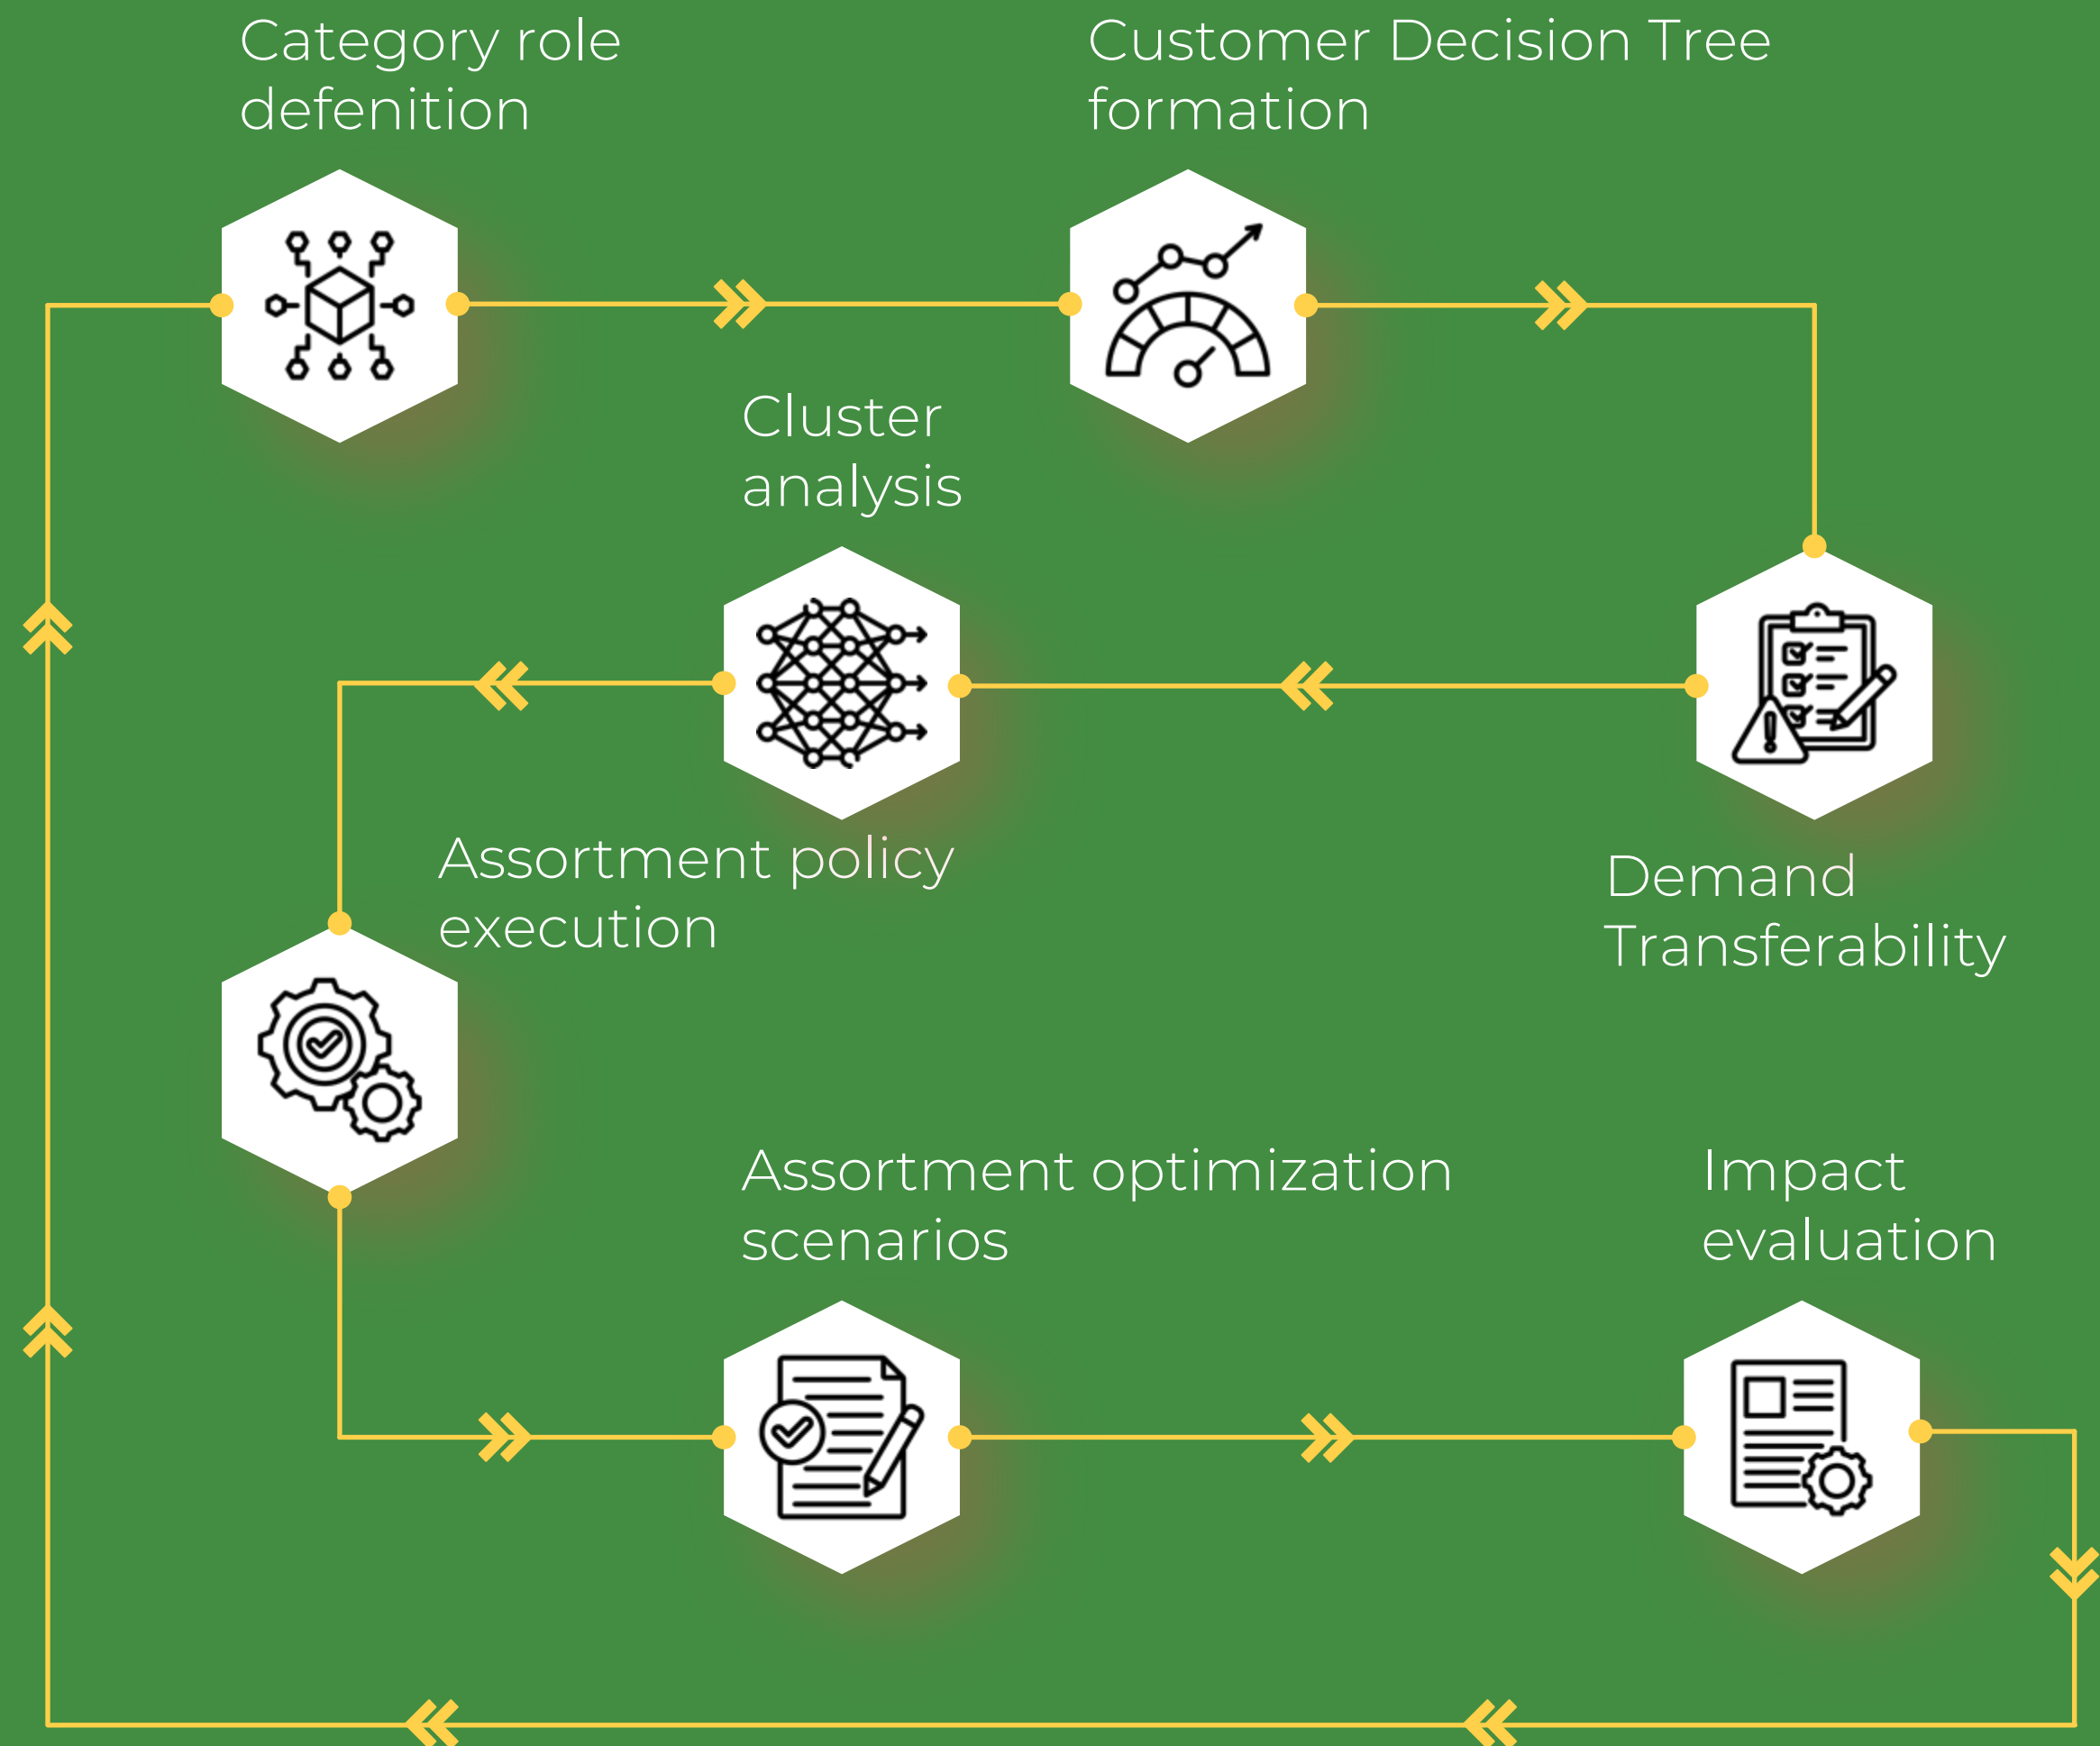 Category role
defenition
Customer Decision Tree
formation
Cluster
analysis
Assortment policy
execution
Demand
Transferability
Assortment optimization
scenarios
Impact
evaluation